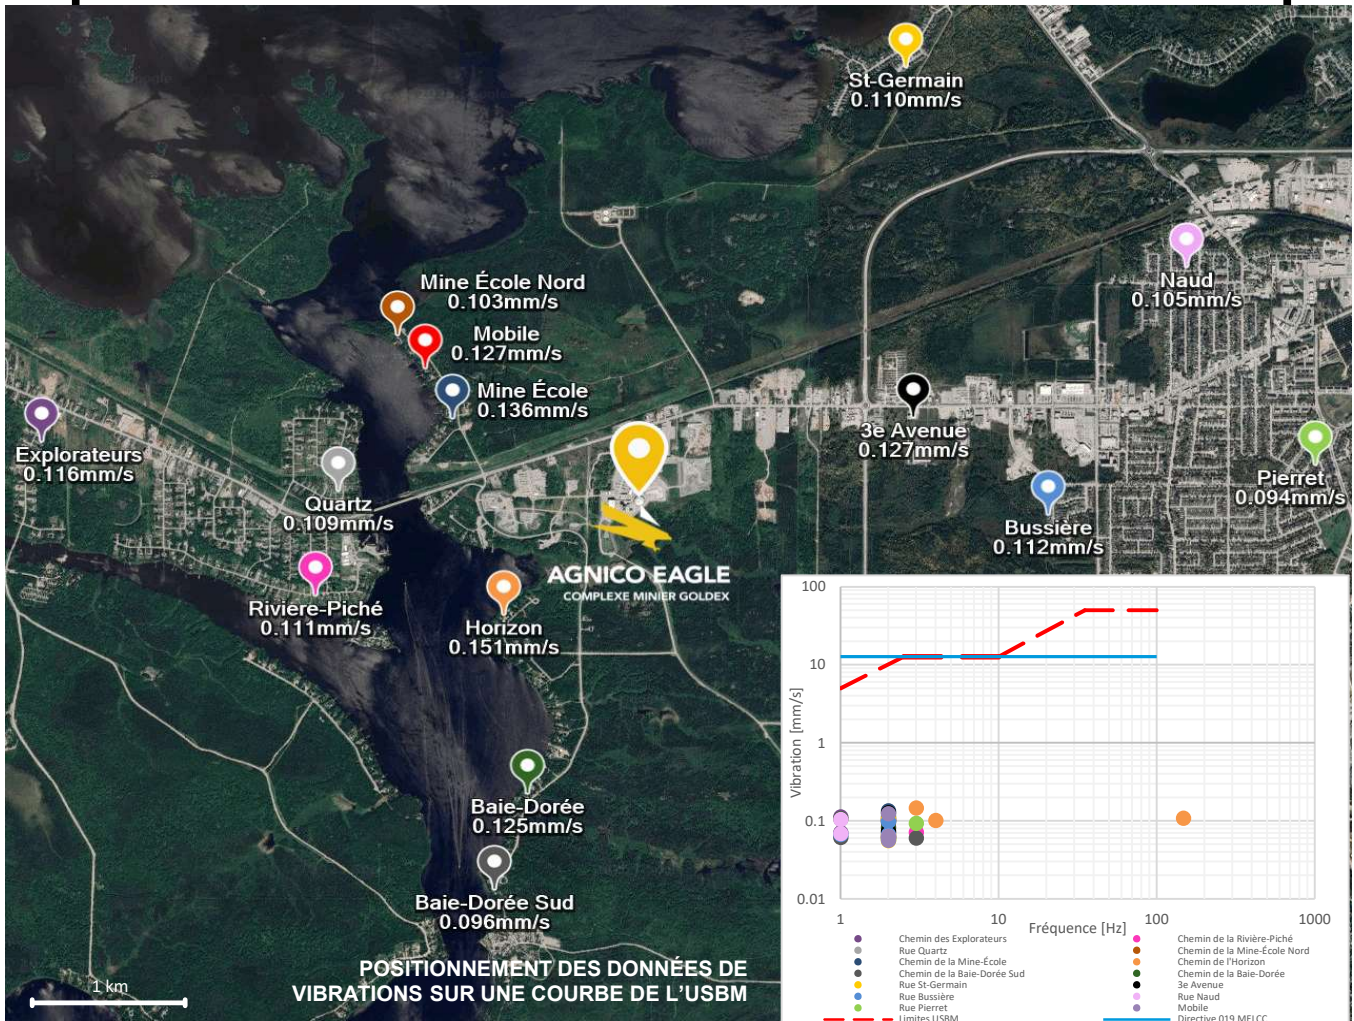 St-Germain
0.110mm/s
Naud
0.105mm/s
Mine École Nord
0.103mm/s
Mobile
0.127mm/s
Mine École
0.136mm/s
3e Avenue
0.127mm/s
Explorateurs
0.116mm/s
Quartz
0.109mm/s
Pierret
0.094mm/s
Bussière
0.112mm/s
AGNICO EAGLE
COMPLEXE MINIER GOLDEX
Rivière-Piché
0.111mm/s
Horizon
0.151mm/s
Baie-Dorée
0.125mm/s
Baie-Dorée Sud
0.096mm/s
POSITIONNEMENT DES DONNÉES DE
VIBRATIONS SUR UNE COURBE DE L'USBM
1 km
Vibration [mm/s]
100
10
1
0.1
0.01
1 10 100 1000
Fréquence [Hz]
Chemin des Explorateurs Chemin de la Rivière-Piché
Rue Quartz Chemin de la Mine-École Nord
Chemin de la Mine-École Chemin de l'Horizon
Chemin de la Baie-Dorée Sud Chemin de la Baie-Dorée
Rue St-Germain 3e Avenue
Rue Bussière Rue Naud
Rue Pierret Mobile
Limites USBM Directive 019 MELCC